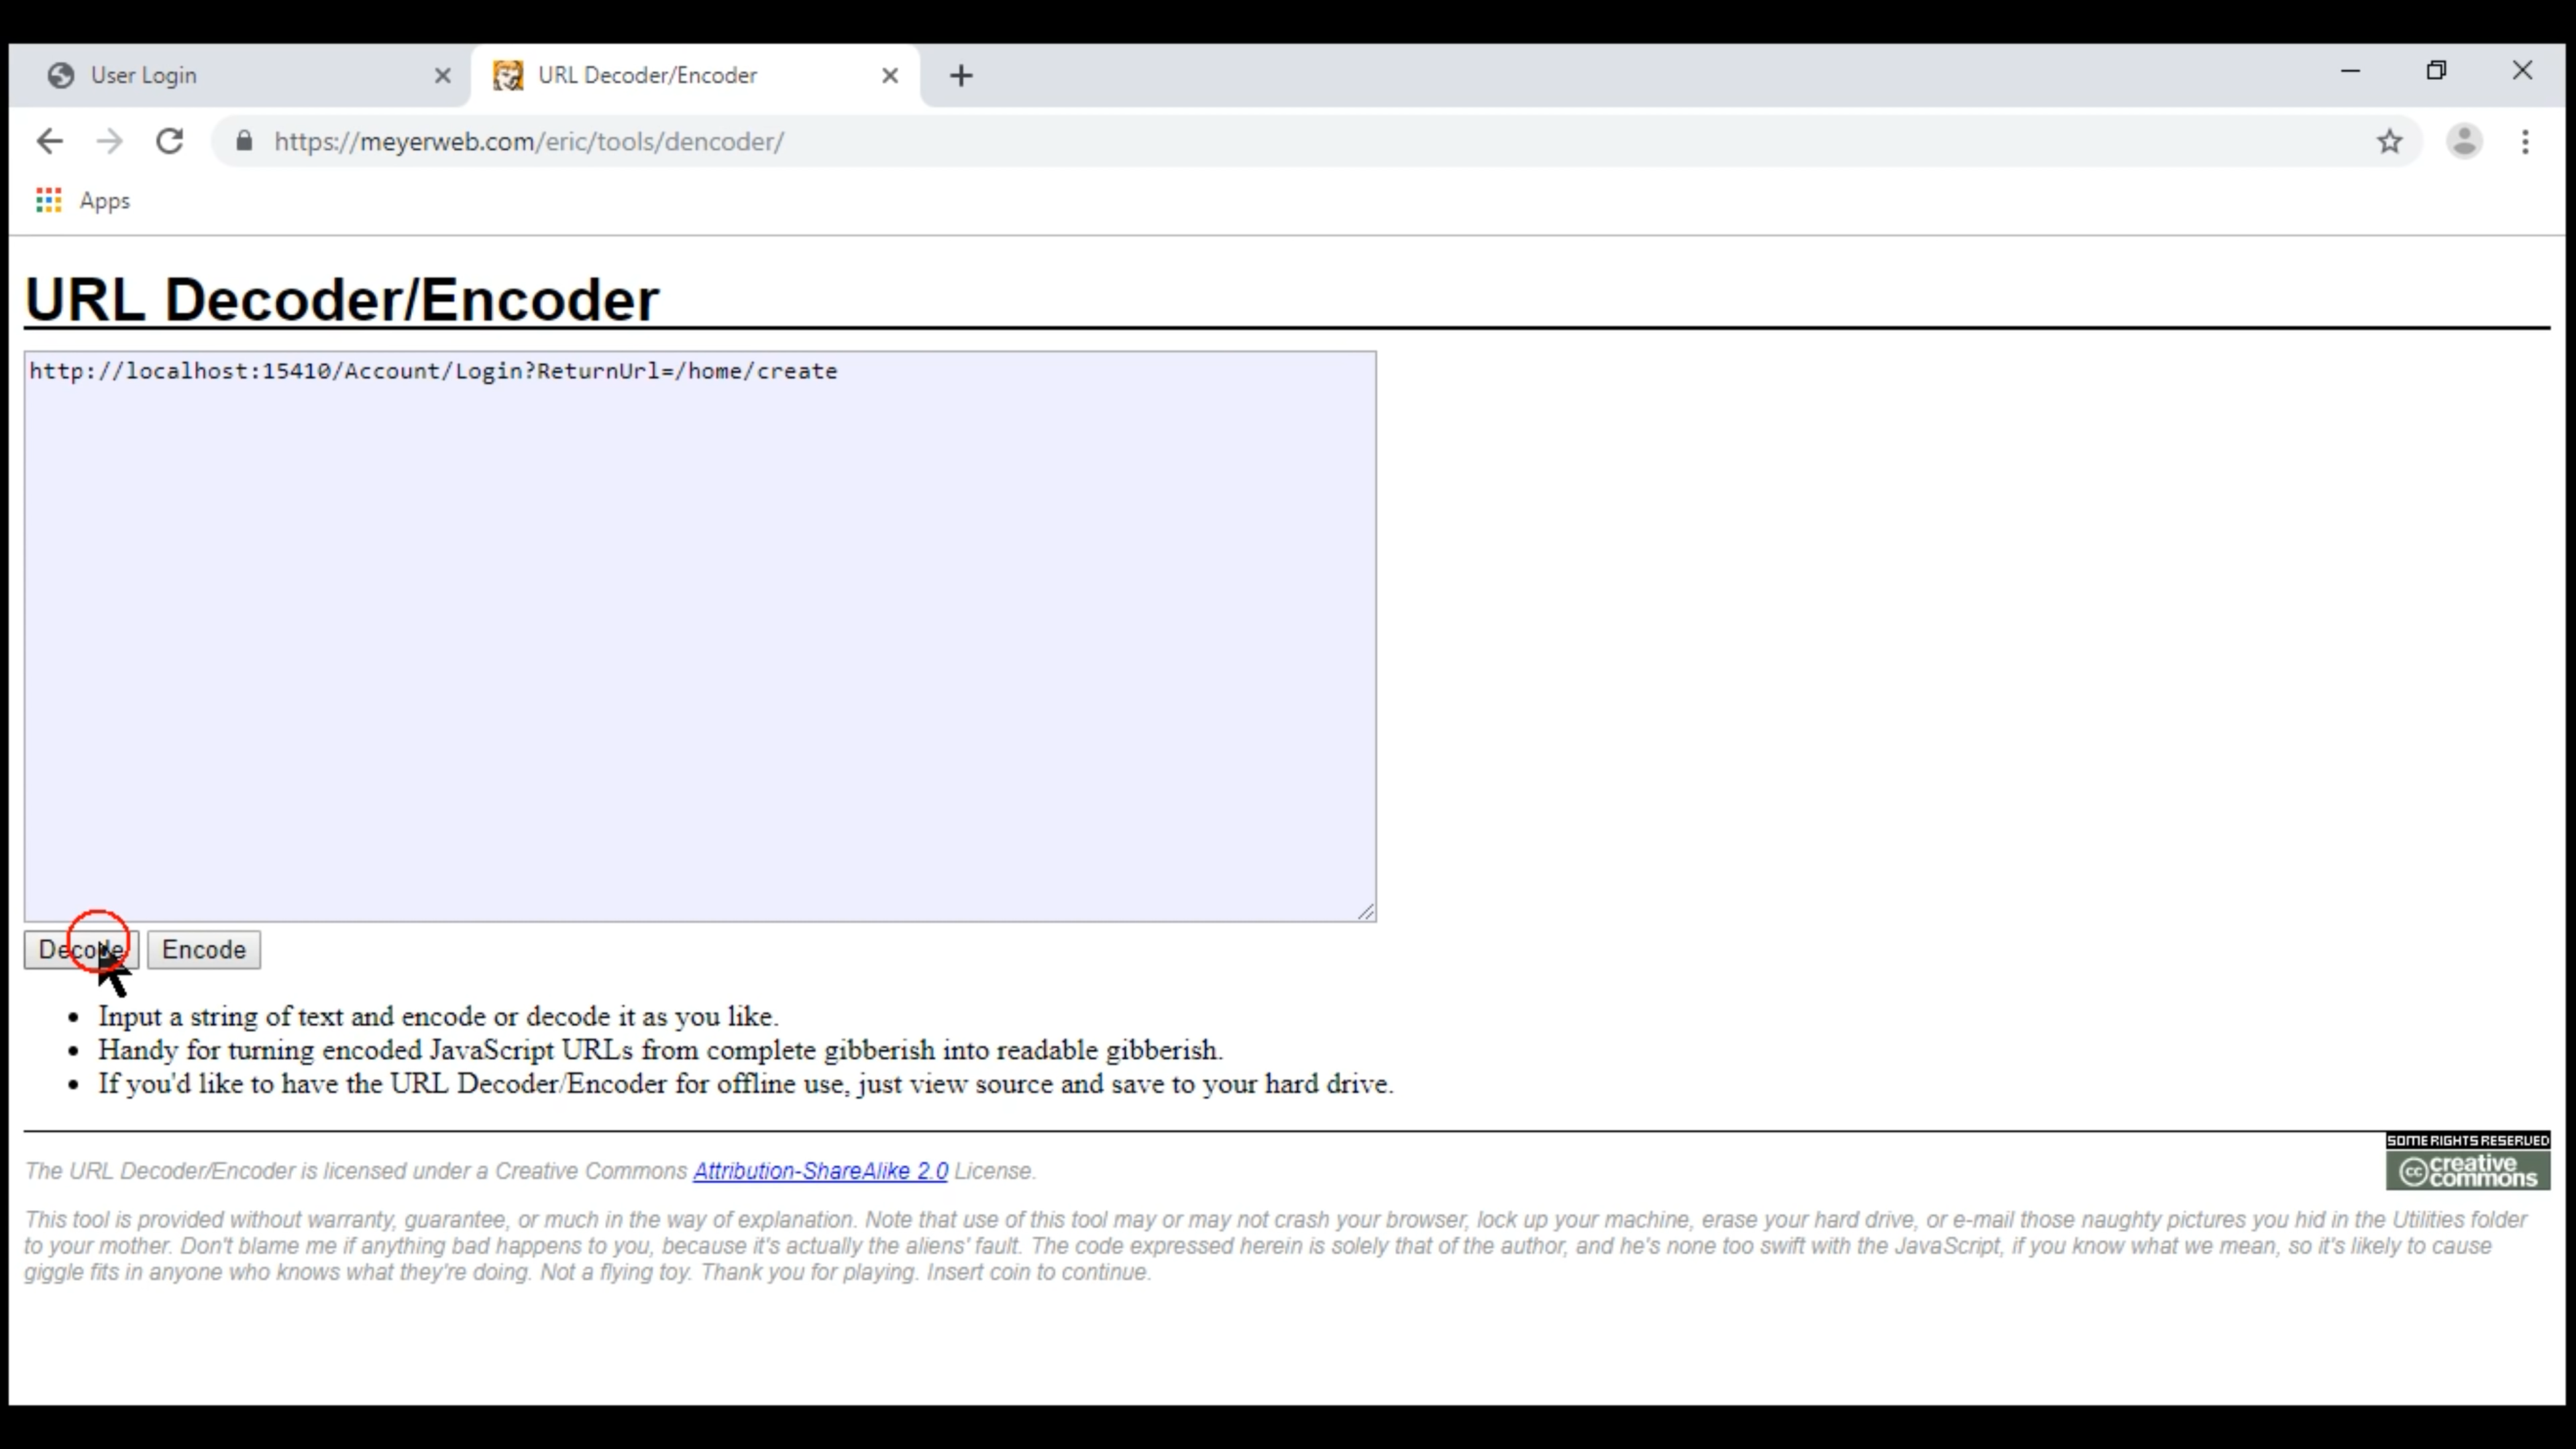 User Login
URL Decoder/Encoder
https://meyerweb.com/eric/tools/dencoder/
Apps
URL Decoder/Encoder
http://localhost:15410/Account/Login?ReturnUrl=/home/create
Decode Encode
Input a string of text and encode or decode it as you like.
Handy for turning encoded JavaScript URLs from complete gibberish into readable gibberish.
If you'd like to have the URL Decoder/Encoder for offline use, just view source and save to your hard drive.
SOME RIGHTS RESERVED
The URL Decoder/Encoder is licensed under a Creative Commons Attribution-ShareAlike 2.0 License.
cc creative
commons
This tool is provided without warranty, guarantee, or much in the way of explanation. Note that use of this tool may or may not crash your browser, lock up your machine, erase your hard drive, or e-mail those naughty pictures you hid in the Utilities folder
to your mother. Don't blame me if anything bad happens to you, because it's actually the aliens' fault. The code expressed herein is solely that of the author, and he's none too swift with the JavaScript, if you know what we mean, so it's likely to cause
giggle fits in anyone who knows what they're doing. Not a flying toy. Thank you for playing. Insert coin to continue.